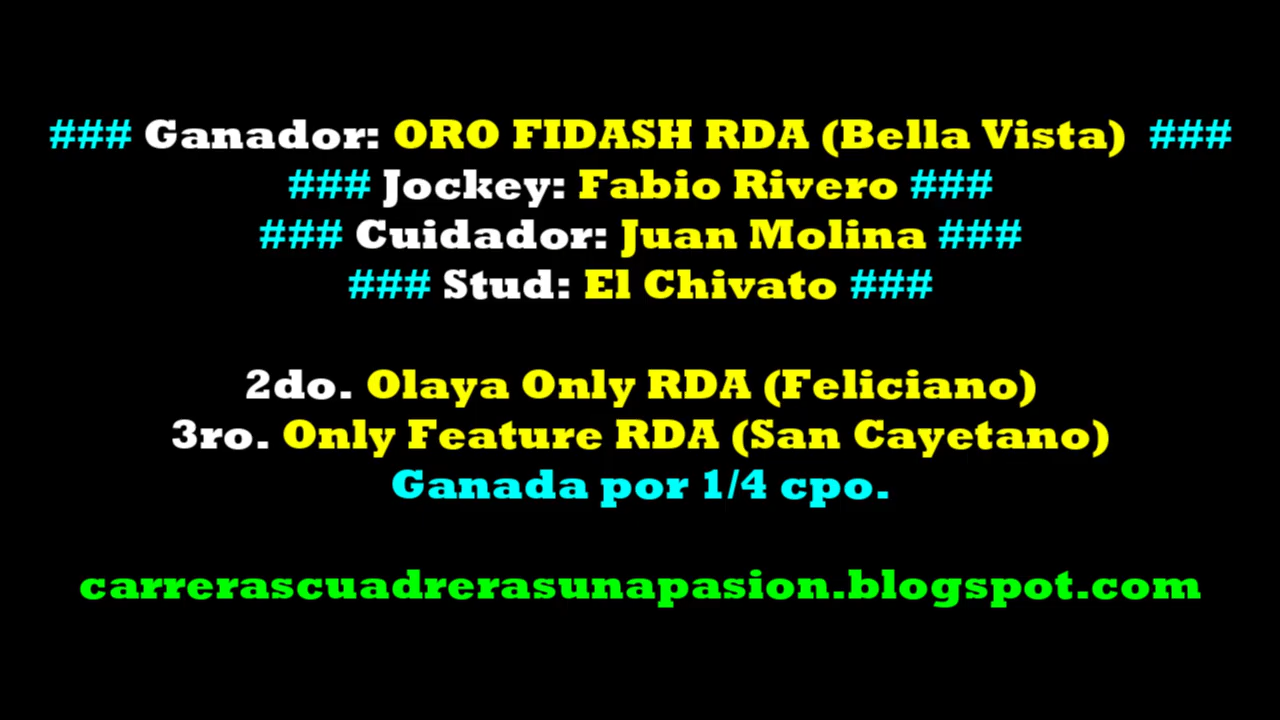 ### Ganador: ORO FIDASH RDA (Bella Vista) ###
### Jockey: Fabio Rivero ###
### Cuidador: Juan Molina ###
### Stud: El Chivato ###
2do. Olaya Only RDA (Feliciano)
3ro. Only Feature RDA (San Cayetano)
Ganada por 1/4 cpo.
carrerascuadrerasunapasion.blogspot.com